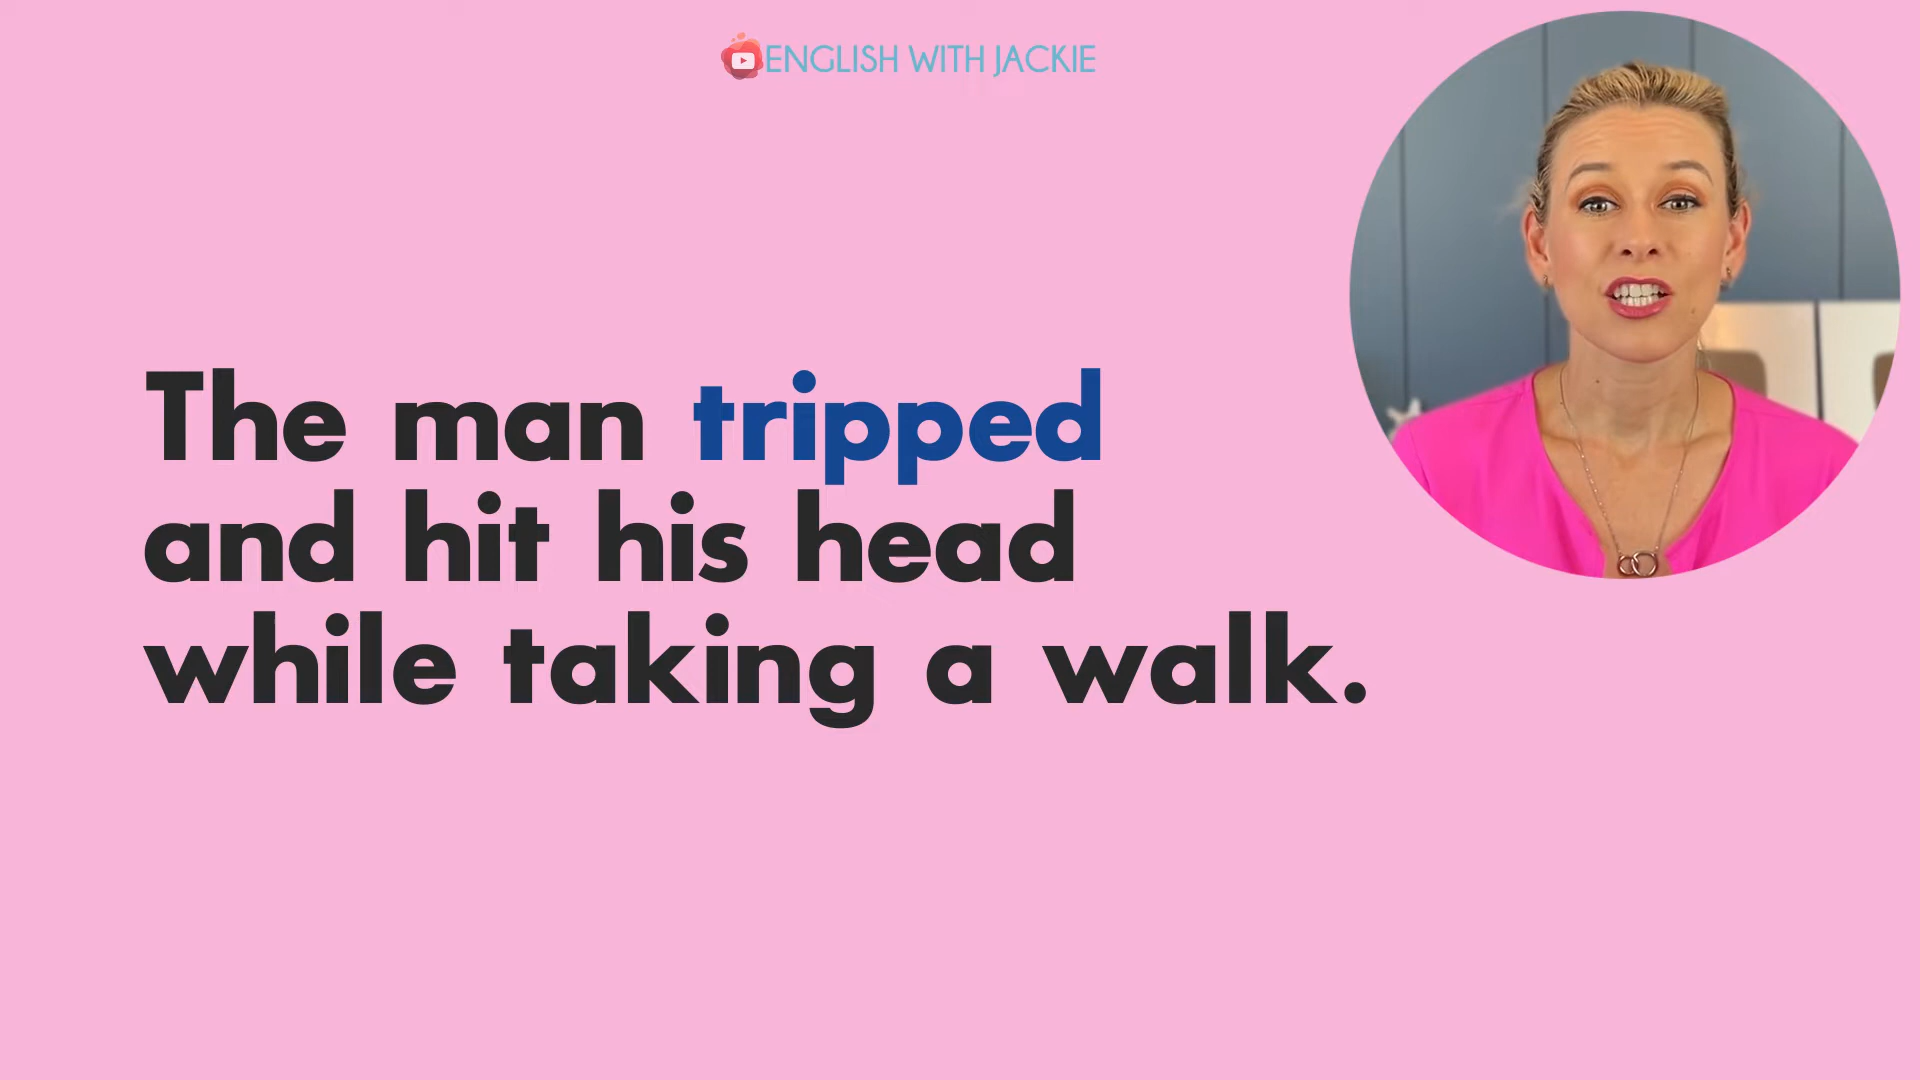 ENGLISH WITH JACKIE
The man tripped
and hit his head
while taking a walk.